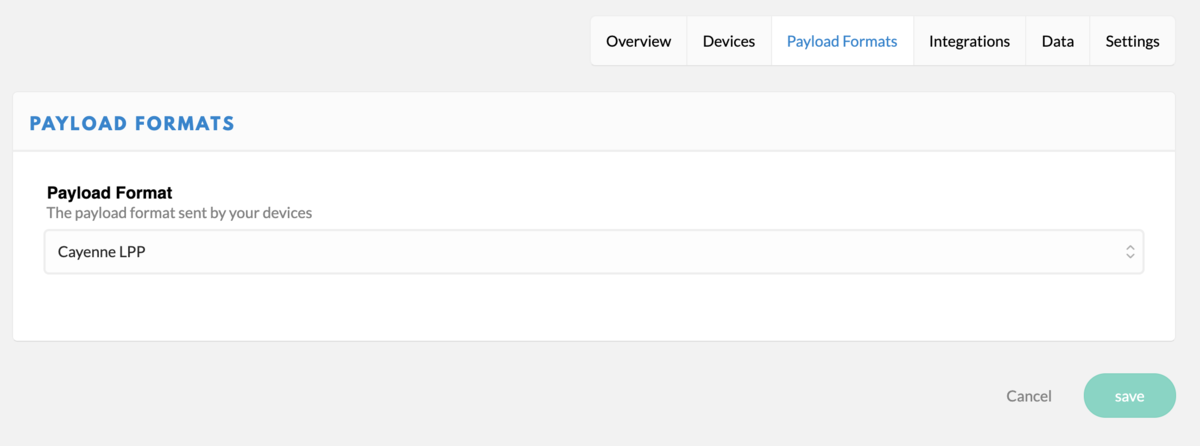 Overview Devices Payload Formats Integrations Data Settings
PAYLOAD FORMATS
Payload Format
The payload format sent by your devices
Cayenne LPP
Cancel save